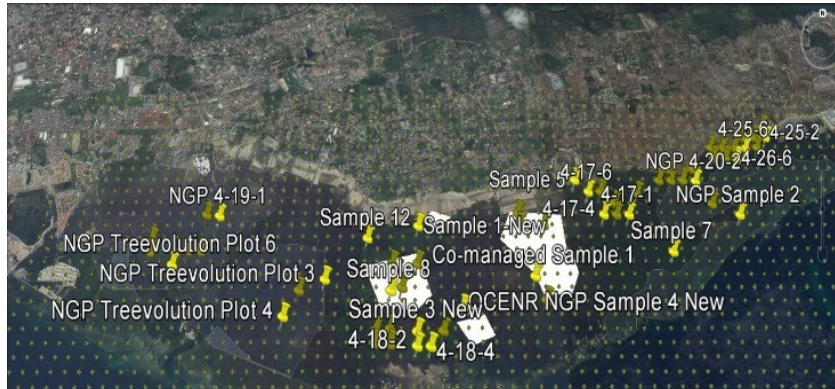 N
4-25-6
4-25-2
4-26-6
NGP 4-20-2
4-17-6
Sample 5
NGP 4-19-1
4-17-1
NGP Sample 2
4-17-4
Sample 12
Sample 1-New
Sample 7
NGP Treevolution Plot 6
Co-managed Sample 1
NGP Treevolution Plot 3
Sample 8
NGP Treevolution Plot 4
Sample 3 New
OCENR NGP Sample 4 New
4-18-2
4-18-4